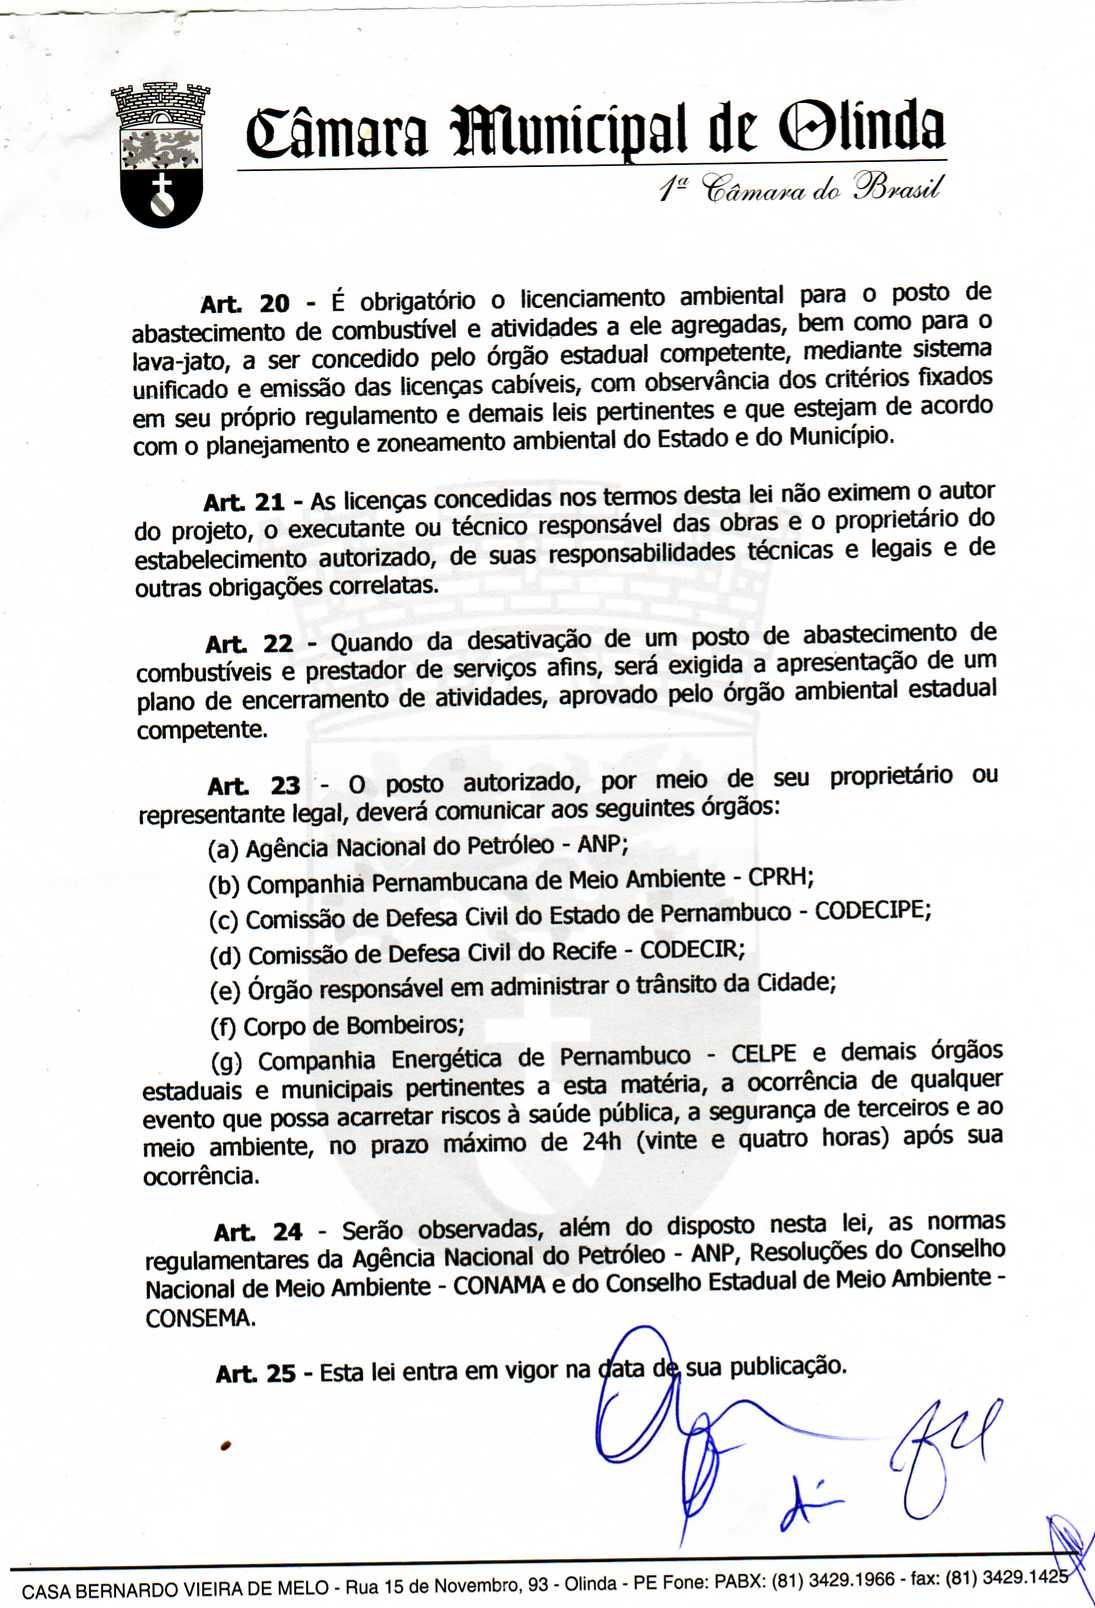 Câmara Municipal de Olinda
1ª Câmara do Brasil
Art. 20 - É obrigatório o licenciamento ambiental para o posto de
abastecimento de combustível e atividades a ele agregadas, bem como para o
lava-jato, a ser concedido pelo órgão estadual competente, mediante sistema
unificado e emissão das licenças cabíveis, com observância dos critérios fixados
em seu próprio regulamento e demais leis pertinentes e que estejam de acordo
com o planejamento e zoneamento ambiental do Estado e do Município.
Art. 21 - As licenças concedidas nos termos desta lei não eximem o autor
do projeto, o executante ou técnico responsável das obras e o proprietário do
estabelecimento autorizado, de suas responsabilidades técnicas e legais e de
outras obrigações correlatas.
Art. 22 - Quando da desativação de um posto de abastecimento de
combustíveis e prestador de serviços afins, será exigida a apresentação de um
plano de encerramento de atividades, aprovado pelo órgão ambiental estadual
competente.
Art. 23 - O posto autorizado, por meio de seu proprietário ou
representante legal, deverá comunicar aos seguintes órgãos:
(a) Agência Nacional do Petróleo - ANP;
(b) Companhia Pernambucana de Meio Ambiente - CPRH;
(c) Comissão de Defesa Civil do Estado de Pernambuco - CODECIPE;
(d) Comissão de Defesa Civil do Recife - CODECIR;
(e) Órgão responsável em administrar o trânsito da Cidade;
(f) Corpo de Bombeiros;
(g) Companhia Energética de Pernambuco - CELPE e demais órgãos
estaduais e municipais pertinentes a esta matéria, a ocorrência de qualquer
evento que possa acarretar riscos à saúde pública, a segurança de terceiros e ao
meio ambiente, no prazo máximo de 24h (vinte e quatro horas) após sua
ocorrência.
Art. 24 - Serão observadas, além do disposto nesta lei, as normas
regulamentares da Agência Nacional do Petróleo - ANP, Resoluções do Conselho
Nacional de Meio Ambiente - CONAMA e do Conselho Estadual de Meio Ambiente -
CONSEMA.
Art. 25 - Esta lei entra em vigor na data de sua publicação.
CASA BERNARDO VIEIRA DE MELO - Rua 15 de Novembro, 93 - Olinda - PE Fone: PABX: (81) 3429.1966 - fax: (81) 3429.1425